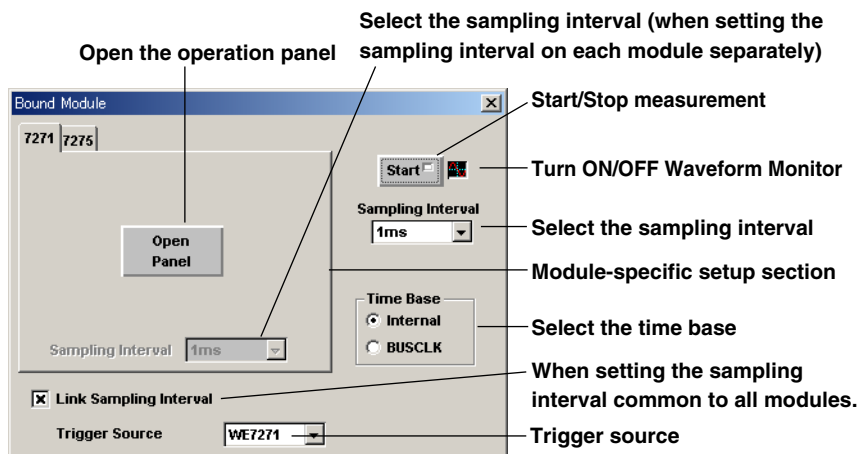 Select the sampling interval (when setting the
sampling interval on each module separately)
Open the operation panel
Bound Module
Start/Stop measurement
7271 7275
Start
Turn ON/OFF Waveform Monitor
Sampling Interval
1ms
Select the sampling interval
Open
Panel
Module-specific setup section
Time Base
Internal
BUSCLK
Select the time base
Sampling Interval 1ms
When setting the sampling
interval common to all modules.
Link Sampling Interval
Trigger Source WE7271
Trigger source